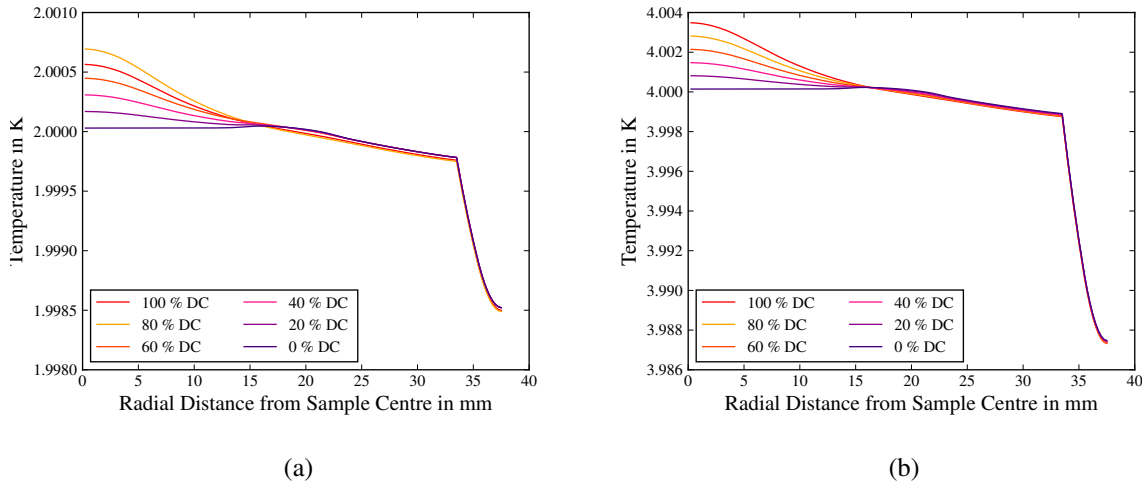 2.0010
2.0005
2.0000
1.9995
1.9990
1.9985
1.9980
Temperature in K
100 % DC
80 % DC
60 % DC
40 % DC
20 % DC
0 % DC
0 5 10 15 20 25 30 35 40
Radial Distance from Sample Centre in mm
(a)
4.004
4.002
4.000
3.998
3.996
3.994
3.992
3.990
3.988
3.986
Temperature in K
100 % DC
80 % DC
60 % DC
40 % DC
20 % DC
0 % DC
0 5 10 15 20 25 30 35 40
Radial Distance from Sample Centre in mm
(b)